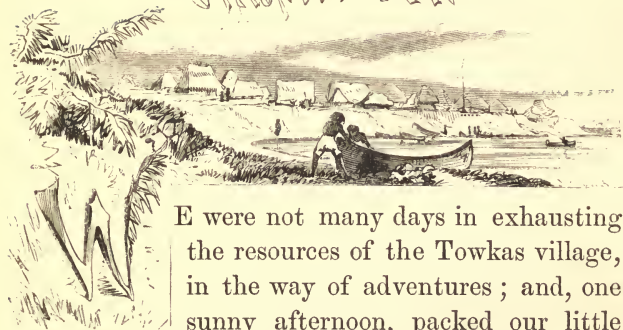 WE were not many days in exhausting
the resources of the Towkas village,
in the way of adventures ; and, one
sunny afternoon, packed our little